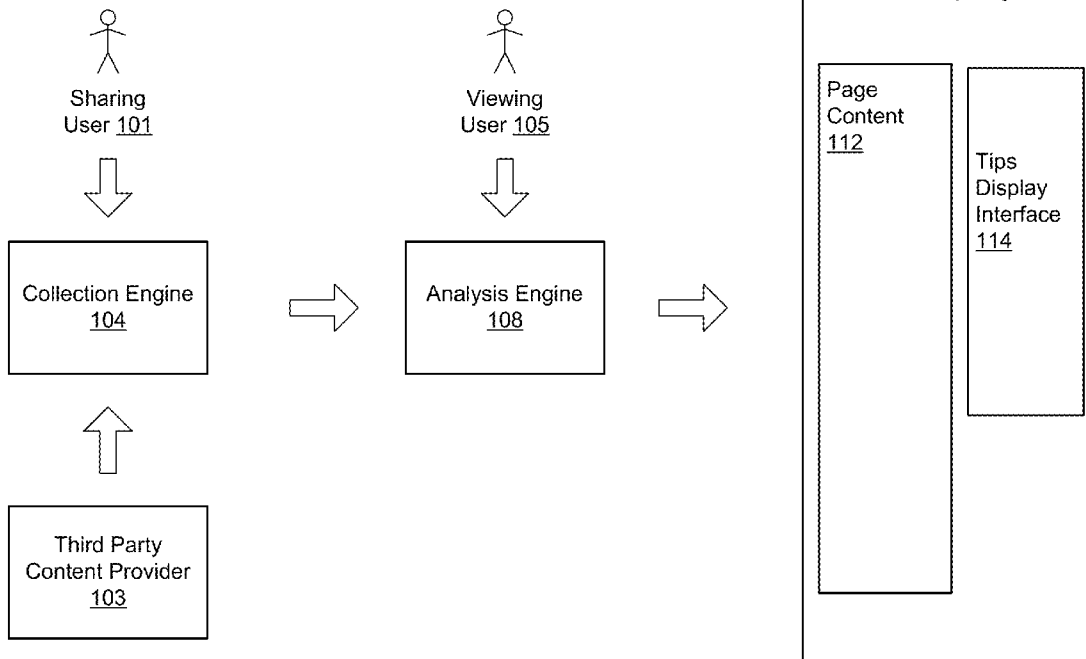 Sharing
User 101
Viewing
User 105
Collection Engine
104
Analysis Engine
108
Third Party
Content Provider
103
Page
Content
112
Tips
Display
Interface
114